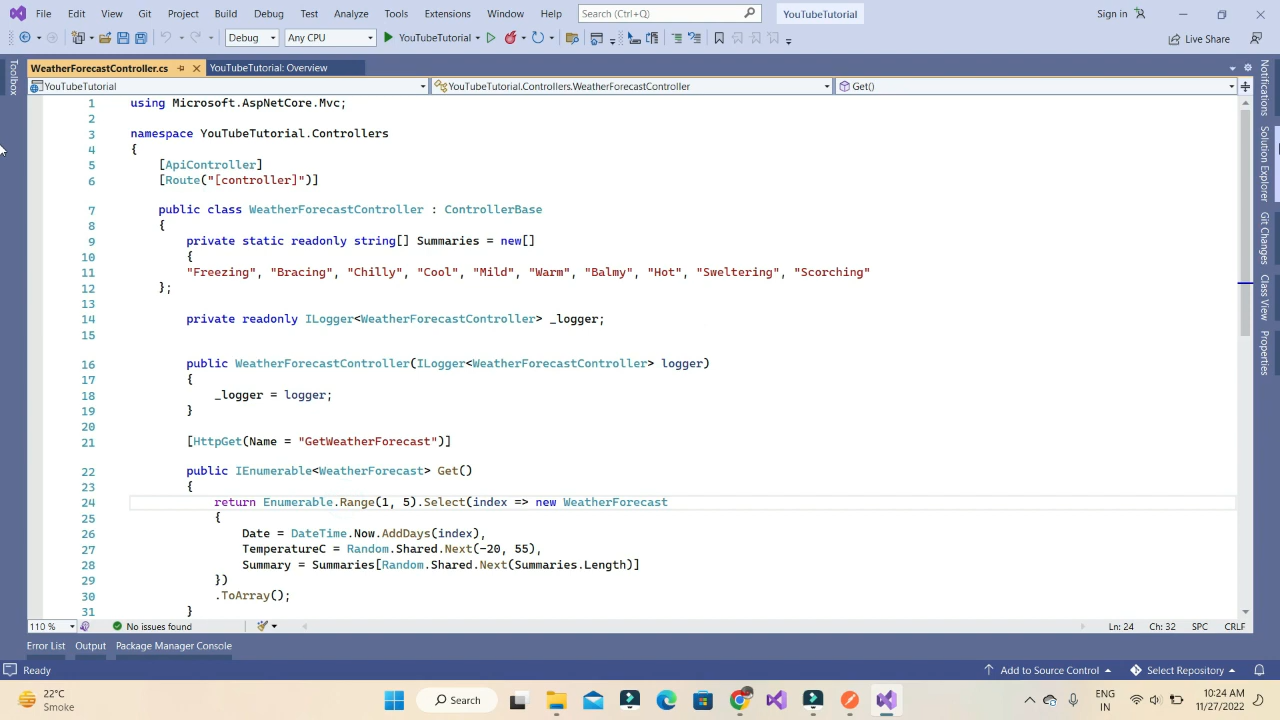 File Edit View Git Project Build Debug Test Analyze Tools Extensions Window Help Search (Ctrl+Q) YouTubeTutorial Sign in
Debug Any CPU YouTubeTutorial Live Share
WeatherForecastController.cs YouTubeTutorial: Overview
YouTubeTutorial YouTubeTutorial.Controllers.WeatherForecastController Get()
Toolbox
1 using Microsoft.AspNetCore.Mvc;
2
3 namespace YouTubeTutorial.Controllers
4 {
5 [ApiController]
6 [Route("[controller]")]
7 public class WeatherForecastController : ControllerBase
8 {
9 private static readonly string[] Summaries = new[]
10 {
11 "Freezing", "Bracing", "Chilly", "Cool", "Mild", "Warm", "Balmy", "Hot", "Sweltering", "Scorching"
12 };
13
14 private readonly ILogger<WeatherForecastController> _logger;
15
16 public WeatherForecastController(ILogger<WeatherForecastController> logger)
17 {
18 _logger = logger;
19 }
20
21 [HttpGet(Name = "GetWeatherForecast")]
22 public IEnumerable<WeatherForecast> Get()
23 {
24 return Enumerable.Range(1, 5).Select(index => new WeatherForecast
25 {
26 Date = DateTime.Now.AddDays(index),
27 TemperatureC = Random.Shared.Next(-20, 55),
28 Summary = Summaries[Random.Shared.Next(Summaries.Length)]
29 })
30 .ToArray();
31 }
Notifications
Solution Explorer
Git Changes
Class View
Properties
110 % No issues found Ln: 24 Ch: 32 SPC CRLF
Error List Output Package Manager Console
Ready Add to Source Control Select Repository
22°C
Smoke
Search
ENG
IN
10:24 AM
11/27/2022